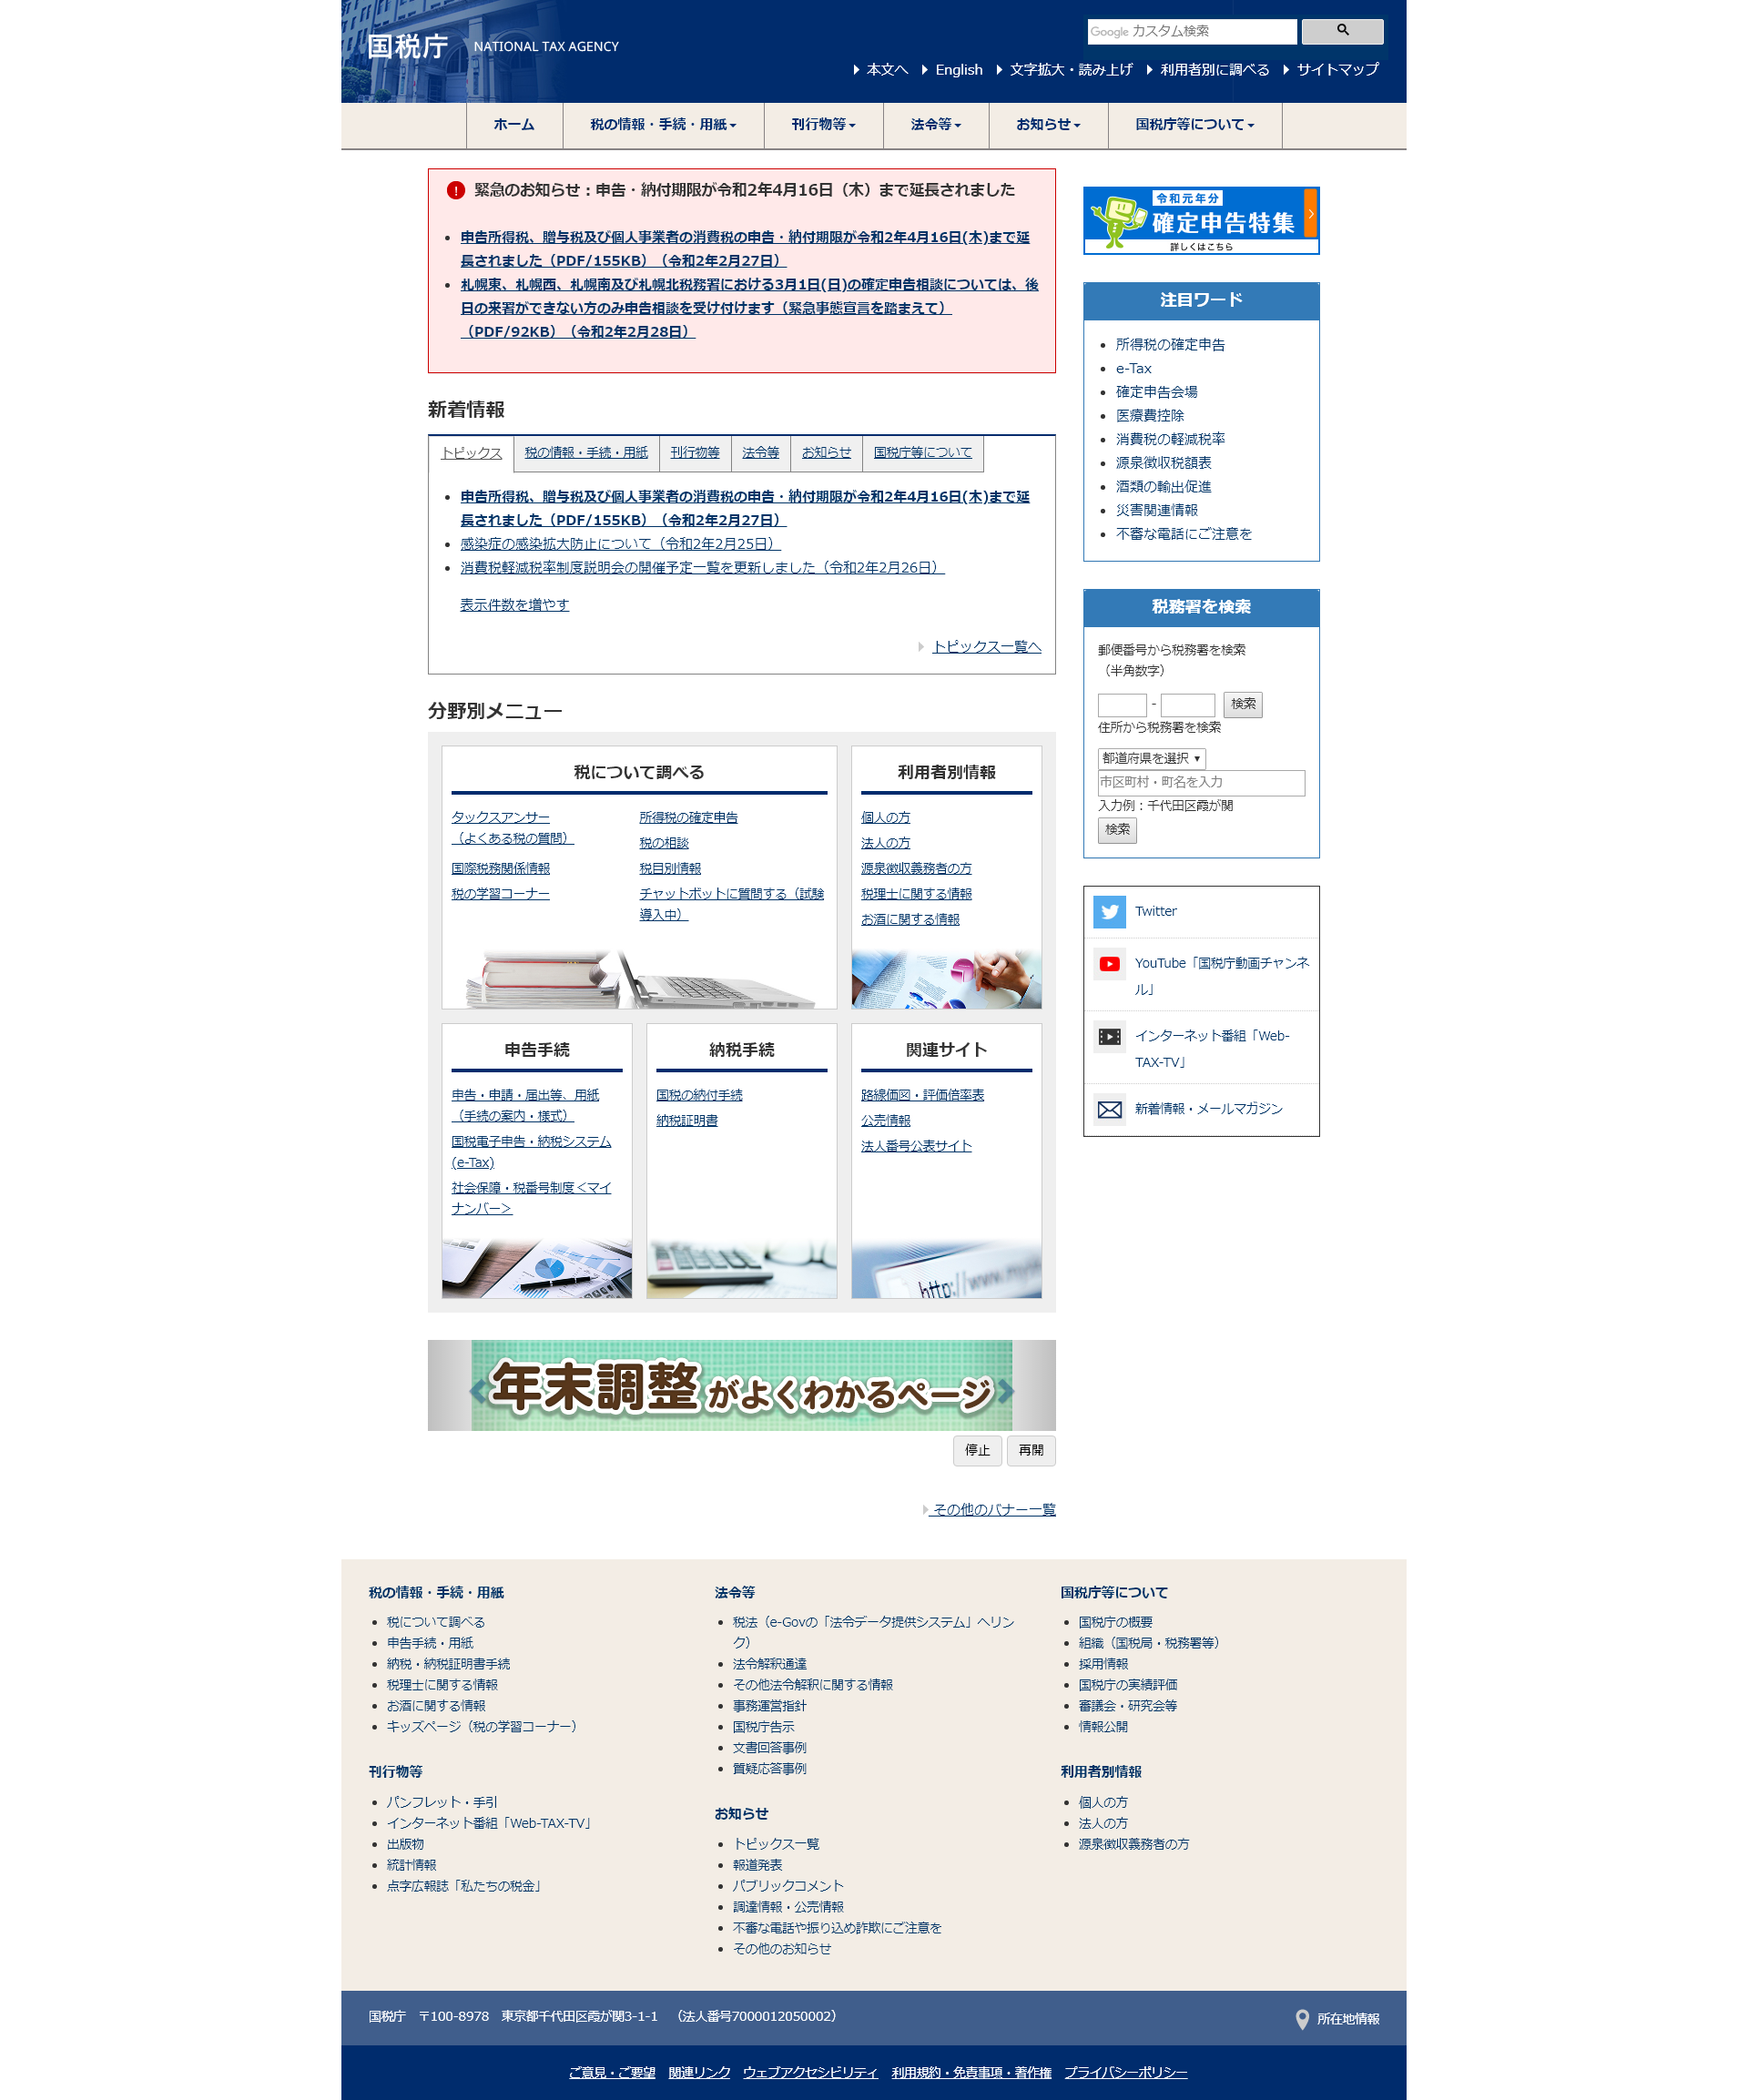 国税庁 NATIONAL TAX AGENCY
Google カスタム検索
本文へ English 文字拡大・読み上げ 利用者別に調べる サイトマップ
ホーム 税の情報・手続・用紙 刊行物等 法令等 お知らせ 国税庁等について
緊急のお知らせ：申告・納付期限が令和2年4月16日（木）まで延長されました
申告所得税、贈与税及び個人事業者の消費税の申告・納付期限が令和2年4月16日(木)まで延
長されました（PDF/155KB）（令和2年2月27日）
札幌東、札幌西、札幌南及び札幌北税務署における3月1日(日)の確定申告相談については、後
日の来署ができない方のみ申告相談を受け付けます（緊急事態宣言を踏まえて）
（PDF/92KB）（令和2年2月28日）
新着情報
トピックス 税の情報・手続・用紙 刊行物等 法令等 お知らせ 国税庁等について
申告所得税、贈与税及び個人事業者の消費税の申告・納付期限が令和2年4月16日(木)まで延
長されました（PDF/155KB）（令和2年2月27日）
感染症の感染拡大防止について（令和2年2月25日）
消費税軽減税率制度説明会の開催予定一覧を更新しました（令和2年2月26日）
表示件数を増やす
トピックス一覧へ
分野別メニュー
税について調べる
タックスアンサー
（よくある税の質問）
国際税務関係情報
税の学習コーナー
所得税の確定申告
税の相談
税目別情報
チャットボットに質問する（試験
導入中）
利用者別情報
個人の方
法人の方
源泉徴収義務者の方
税理士に関する情報
お酒に関する情報
申告手続
申告・申請・届出等、用紙
（手続の案内・様式）
国税電子申告・納税システム
(e-Tax)
社会保障・税番号制度＜マイ
ナンバー＞
納税手続
国税の納付手続
納税証明書
関連サイト
路線価図・評価倍率表
公売情報
法人番号公表サイト
http://www.mys
年末調整がよくわかるページ
停止 再開
その他のバナー一覧
令和元年分
確定申告特集
詳しくはこちら
注目ワード
所得税の確定申告
e-Tax
確定申告会場
医療費控除
消費税の軽減税率
源泉徴収税額表
酒類の輸出促進
災害関連情報
不審な電話にご注意を
税務署を検索
郵便番号から税務署を検索
（半角数字）
- 検索
住所から税務署を検索
都道府県を選択
市区町村・町名を入力
入力例：千代田区霞が関
検索
Twitter
YouTube「国税庁動画チャンネ
ル」
インターネット番組「Web-
TAX-TV」
新着情報・メールマガジン
税の情報・手続・用紙
税について調べる
申告手続・用紙
納税・納税証明書手続
税理士に関する情報
お酒に関する情報
キッズページ（税の学習コーナー）
刊行物等
パンフレット・手引
インターネット番組「Web-TAX-TV」
出版物
統計情報
点字広報誌「私たちの税金」
法令等
税法（e-Govの「法令データ提供システム」へリン
ク）
法令解釈通達
その他法令解釈に関する情報
事務運営指針
国税庁告示
文書回答事例
質疑応答事例
お知らせ
トピックス一覧
報道発表
パブリックコメント
調達情報・公売情報
不審な電話や振り込め詐欺にご注意を
その他のお知らせ
国税庁等について
国税庁の概要
組織（国税局・税務署等）
採用情報
国税庁の実績評価
審議会・研究会等
情報公開
利用者別情報
個人の方
法人の方
源泉徴収義務者の方
国税庁 〒100-8978 東京都千代田区霞が関3-1-1 （法人番号7000012050002）
所在地情報
ご意見・ご要望 関連リンク ウェブアクセシビリティ 利用規約・免責事項・著作権 プライバシーポリシー